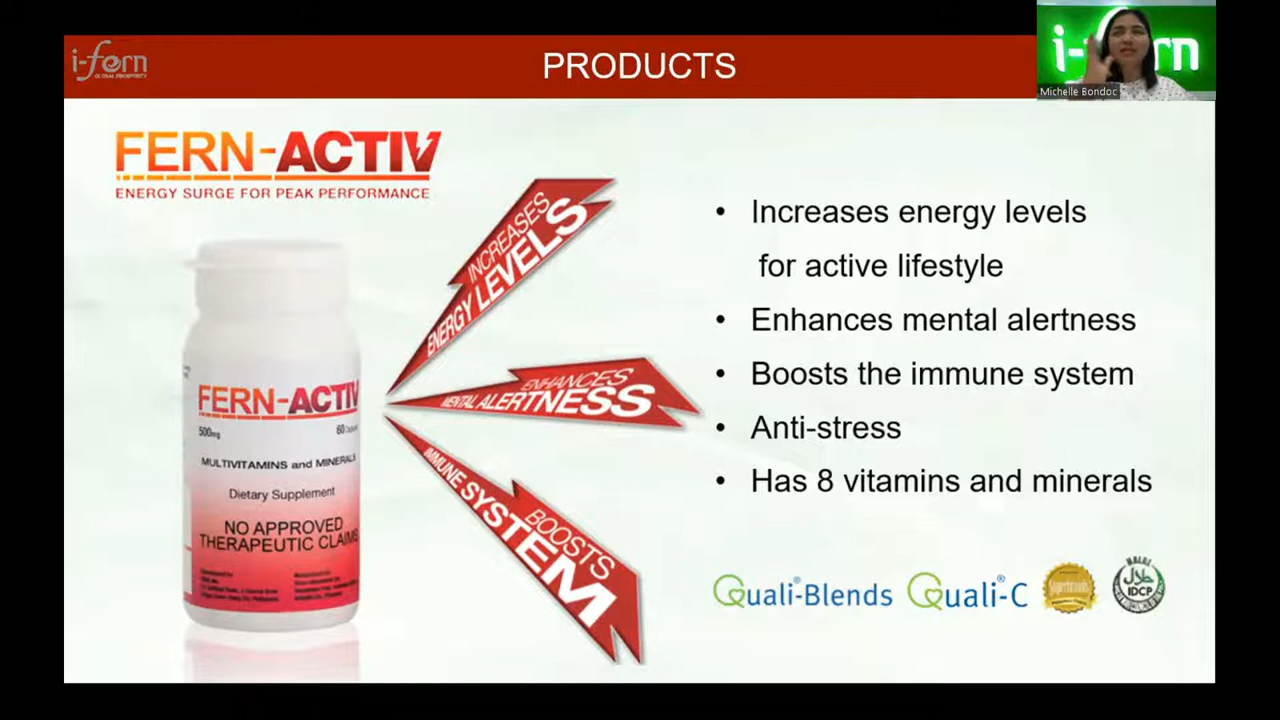 i-fern
GLOBAL PROSPERITY
PRODUCTS
i-fern
Michelle Bondoc
FERN-ACTIV
ENERGY SURGE FOR PEAK PERFORMANCE
INCREASES
ENERGY LEVELS
ENHANCES
MENTAL ALERTNESS
BOOSTS
IMMUNE SYSTEM
• Increases energy levels
for active lifestyle
• Enhances mental alertness
• Boosts the immune system
• Anti-stress
• Has 8 vitamins and minerals
FERN-ACTIV
500mg 60 Capsules
MULTIVITAMINS and MINERALS
Dietary Supplement
NO APPROVED
THERAPEUTIC CLAIMS
Quali®-Blends
Quali®-C
Superbrands
HALAL
IDCP